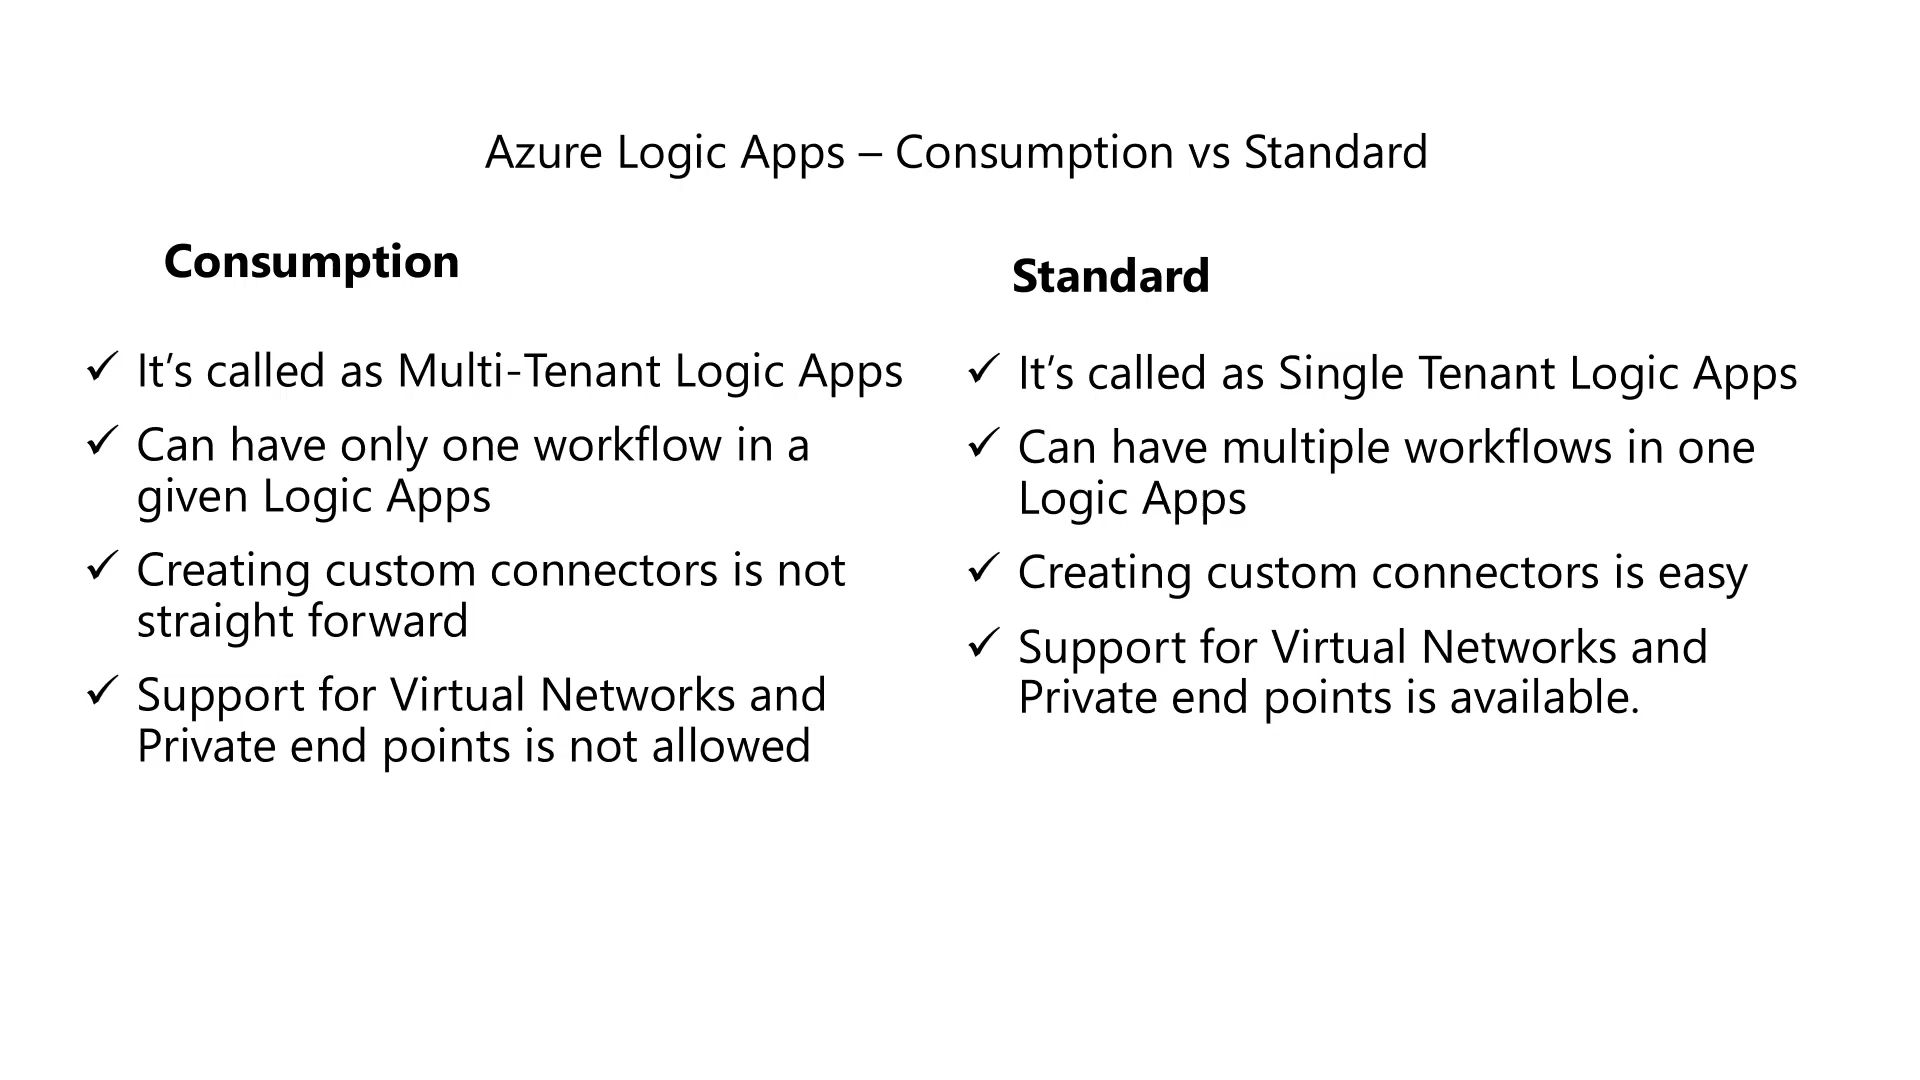 Azure Logic Apps – Consumption vs Standard
Consumption
✓ It’s called as Multi-Tenant Logic Apps
✓ Can have only one workflow in a
given Logic Apps
✓ Creating custom connectors is not
straight forward
✓ Support for Virtual Networks and
Private end points is not allowed
Standard
✓ It’s called as Single Tenant Logic Apps
✓ Can have multiple workflows in one
Logic Apps
✓ Creating custom connectors is easy
✓ Support for Virtual Networks and
Private end points is available.